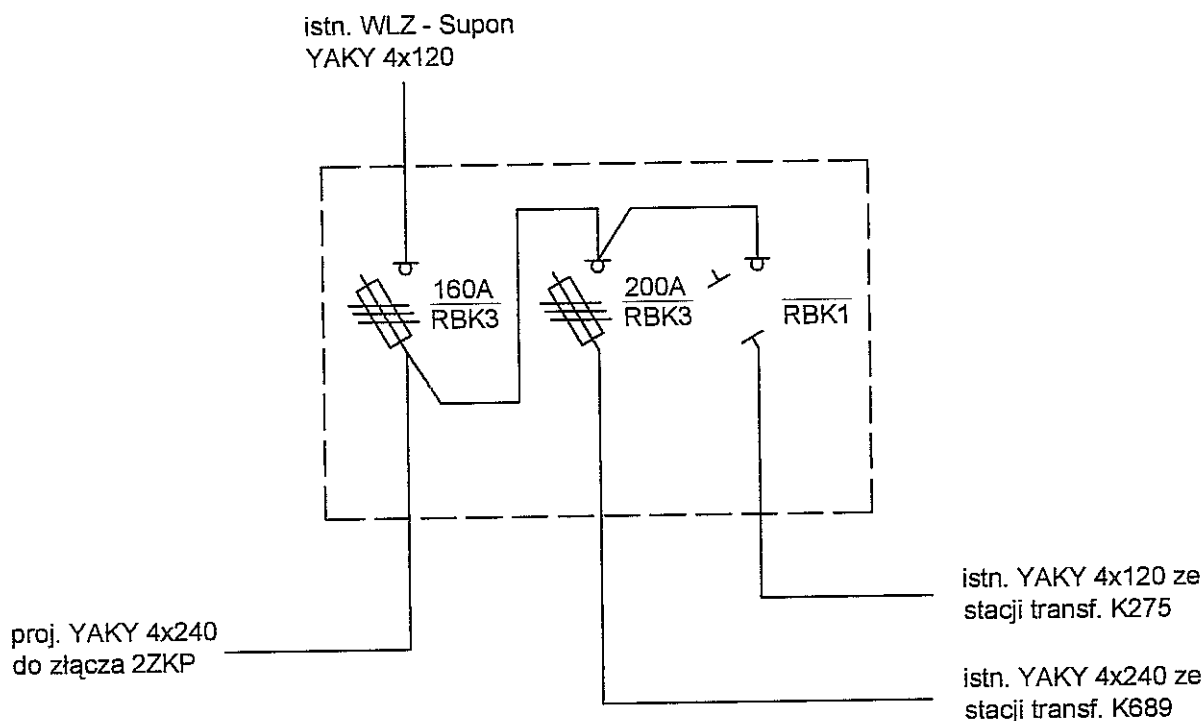 istn. WLZ - Supon
YAKY 4x120
160A
RBK3
200A
RBK3
RBK1
istn. YAKY 4x120 ze
stacji transf. K275
proj. YAKY 4x240
do złącza 2ZKP
istn. YAKY 4x240 ze
stacji transf. K689